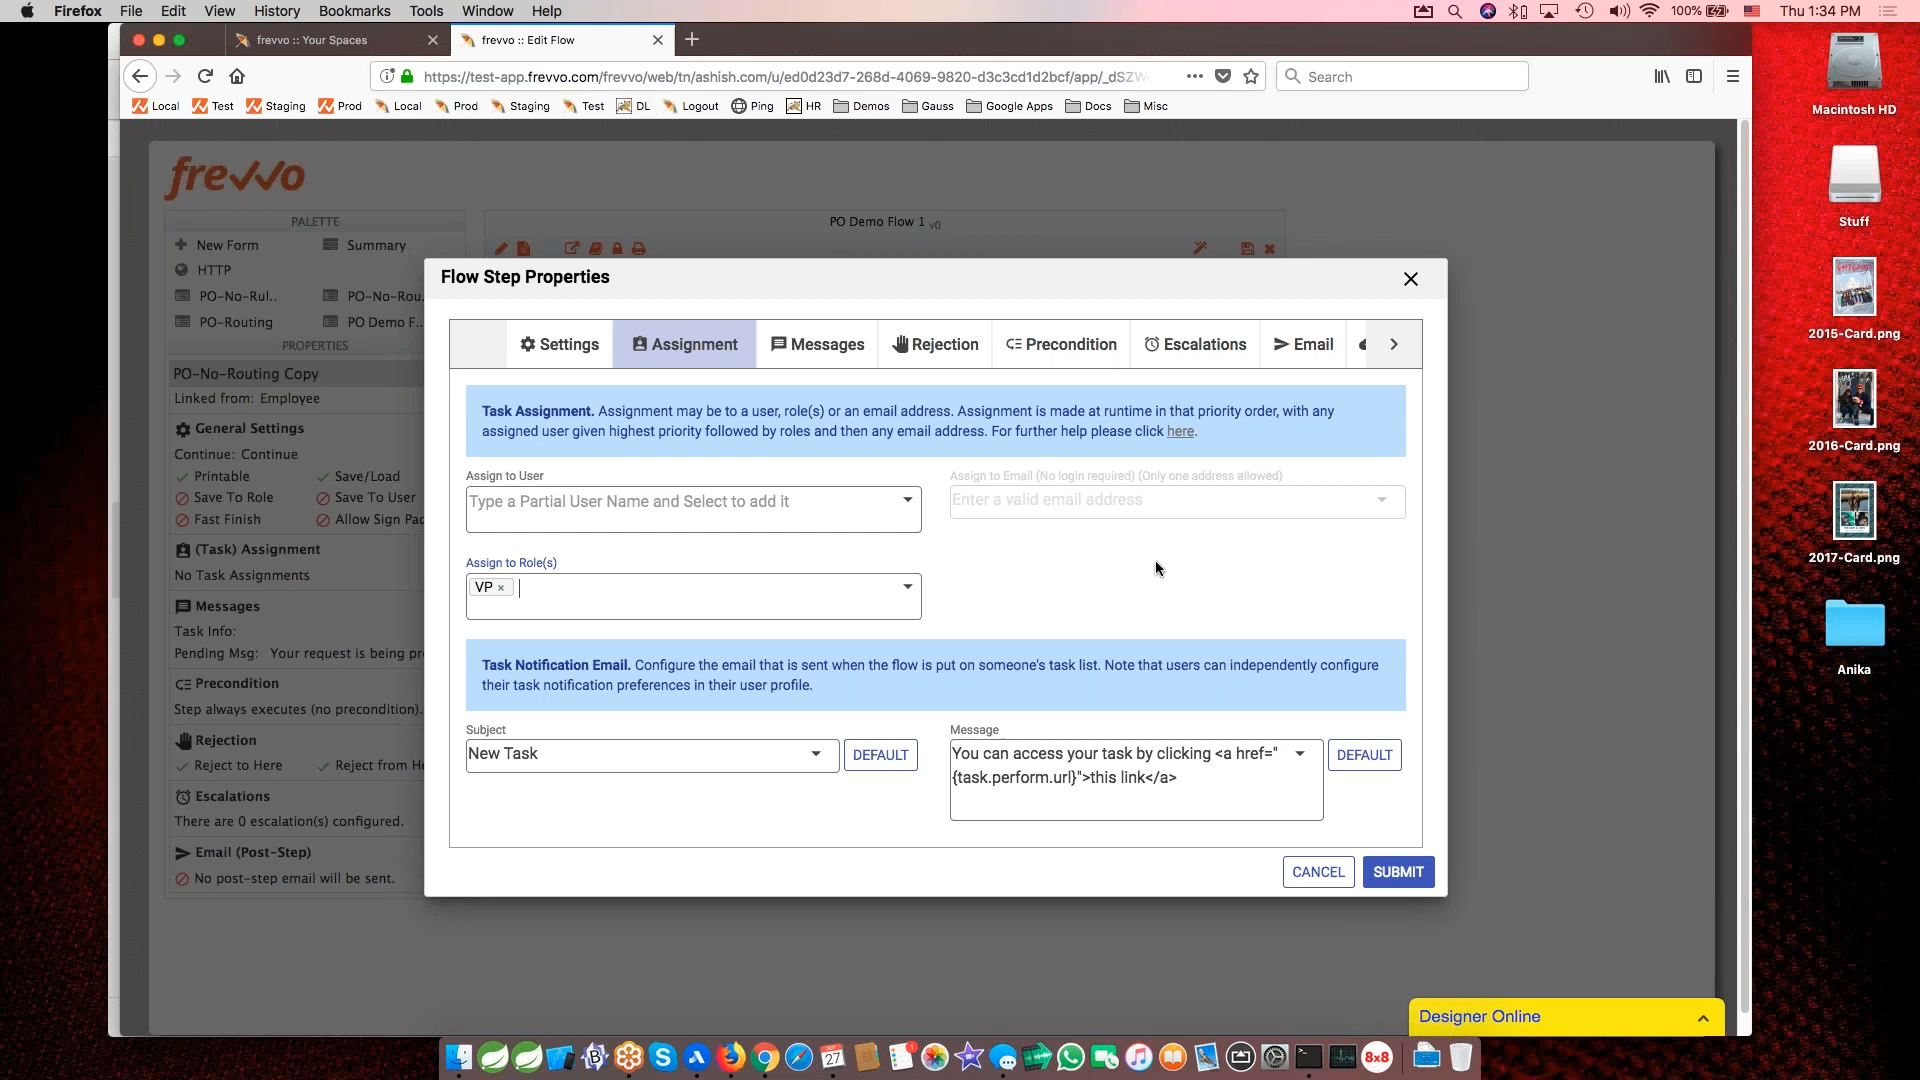 Firefox File Edit View History Bookmarks Tools Window Help
100% Thu 1:34 PM
frevvo :: Your Spaces
frevvo :: Edit Flow
https://test-app.frevvo.com/frevvo/web/tn/ashish.com/u/ed0d23d7-268d-4069-9820-d3c3cd1d2bcf/app/_dSZW
Search
Local Test Staging Prod Local Prod Staging Test DL Logout Ping HR Demos Gauss Google Apps Docs Misc
frevvo
PALETTE
New Form Summary
HTTP
PO-No-Rul.. PO-No-Rou
PO-Routing PO Demo F..
PROPERTIES
PO-No-Routing Copy
Linked from: Employee
General Settings
Continue: Continue
Printable Save/Load
Save To Role Save To User
Fast Finish Allow Sign Pac
(Task) Assignment
No Task Assignments
Messages
Task Info:
Pending Msg: Your request is being pr
Precondition
Step always executes (no precondition).
Rejection
Reject to Here Reject from He
Escalations
There are 0 escalation(s) configured.
Email (Post-Step)
No post-step email will be sent.
PO Demo Flow 1 v0
Flow Step Properties
Settings Assignment Messages Rejection Precondition Escalations Email
Task Assignment. Assignment may be to a user, role(s) or an email address. Assignment is made at runtime in that priority order, with any
assigned user given highest priority followed by roles and then any email address. For further help please click here.
Assign to User
Type a Partial User Name and Select to add it
Assign to Email (No login required) (Only one address allowed)
Enter a valid email address
Assign to Role(s)
VP ×
Task Notification Email. Configure the email that is sent when the flow is put on someone's task list. Note that users can independently configure
their task notification preferences in their user profile.
Subject
New Task
DEFAULT
Message
You can access your task by clicking <a href="
{task.perform.url}">this link</a>
DEFAULT
CANCEL SUBMIT
Designer Online
Macintosh HD
Stuff
2015-Card.png
2016-Card.png
2017-Card.png
Anika
SEP
27
1
8x8